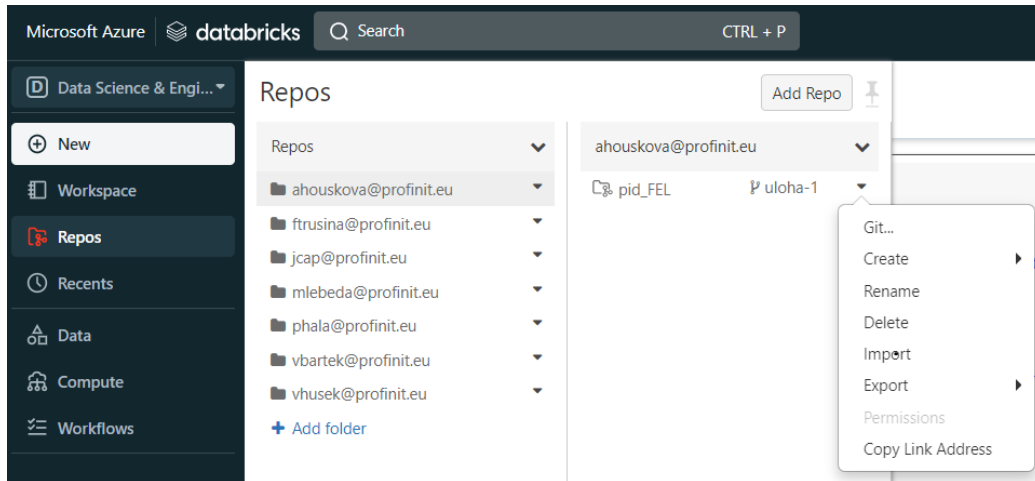 Microsoft Azure databricks Search CTRL + P
D Data Science & Engi...
New
Workspace
Repos
Recents
Data
Compute
Workflows
Repos Add Repo
Repos
ahouskova@profinit.eu
ftrusina@profinit.eu
jcap@profinit.eu
mlebeda@profinit.eu
phala@profinit.eu
vbartek@profinit.eu
vhusek@profinit.eu
+ Add folder
ahouskova@profinit.eu
pid_FEL uloha-1
Git...
Create
Rename
Delete
Import
Export
Permissions
Copy Link Address